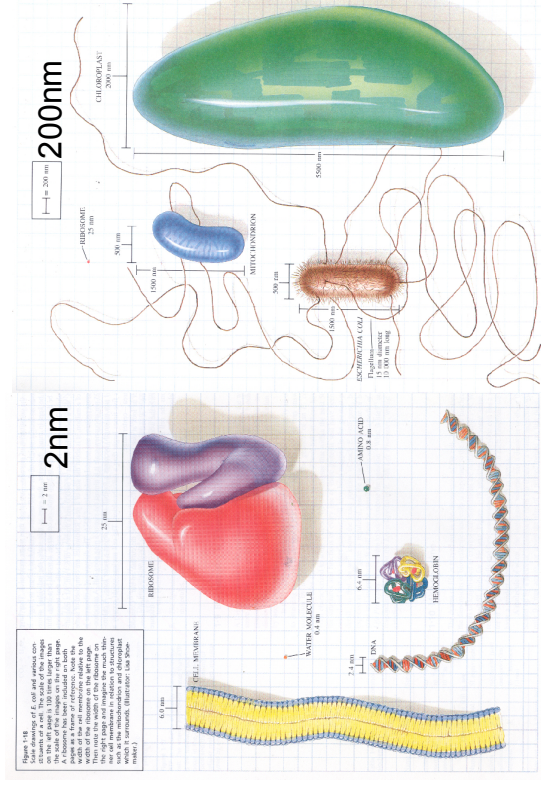 200nm
= 200 nm
CHLOROPLAST
2000 nm
5500 nm
RIBOSOME
25 nm
500 nm
1500 nm
MITOCHONDRION
500 nm
1500 nm
ESCHERICHIA COLI
Flagellum—
15 nm diameter
10 000 nm long
2nm
= 2 nm
25 nm
RIBOSOME
AMINO ACID
0.8 nm
6.4 nm
HEMOGLOBIN
WATER MOLECULE
0.4 nm
DNA
2.4 nm
CELL MEMBRANE
6.0 nm
Figure 1-18
Scale drawings of E. coli and various con-
stituents of a cell. The scale of the images
on the left page is 100 times larger than
the scale of the images on the right page.
A ribosome has been included on both
pages as a frame of reference. Note the
width of the cell membrane relative to the
width of the ribosome on the left page.
Then note the width of the ribosome on
the right page and imagine the much thin-
ner cell membrane in relation to structures
such as the mitochondrion and chloroplast
which it surrounds. (Illustration: Lisa Shoe-
maker.)